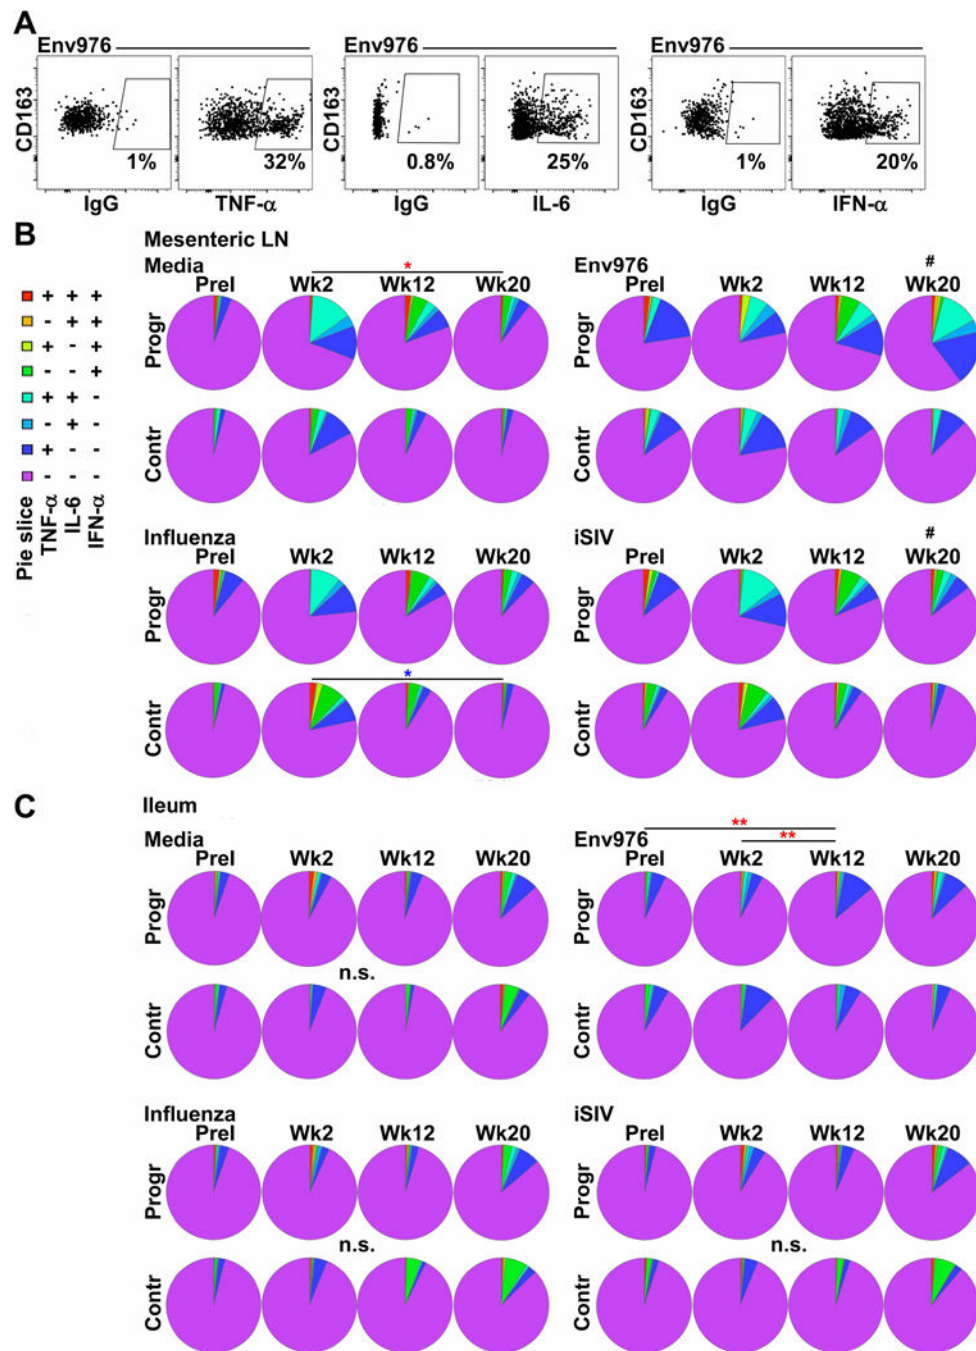 A
Env976 Env976 Env976
CD163 CD163 CD163
1% 32% 0.8% 25% 1% 20%
IgG TNF-α IgG IL-6 IgG IFN-α
B
+ + +
- + +
+ - +
- - +
+ + -
- + -
+ - -
- - -
Pie slice
TNF-α
IL-6
IFN-α
Mesenteric LN
Media * Env976 #
Prel Wk2 Wk12 Wk20 Prel Wk2 Wk12 Wk20
Progr
Contr
Influenza iSIV #
Prel Wk2 Wk12 Wk20 Prel Wk2 Wk12 Wk20
Progr Progr
*
Contr Contr
C
Ileum
**
Media Env976 **
Prel Wk2 Wk12 Wk20 Prel Wk2 Wk12 Wk20
Progr Progr
n.s.
Contr Contr
Influenza iSIV
Prel Wk2 Wk12 Wk20 Prel Wk2 Wk12 Wk20
Progr Progr
n.s. n.s.
Contr Contr